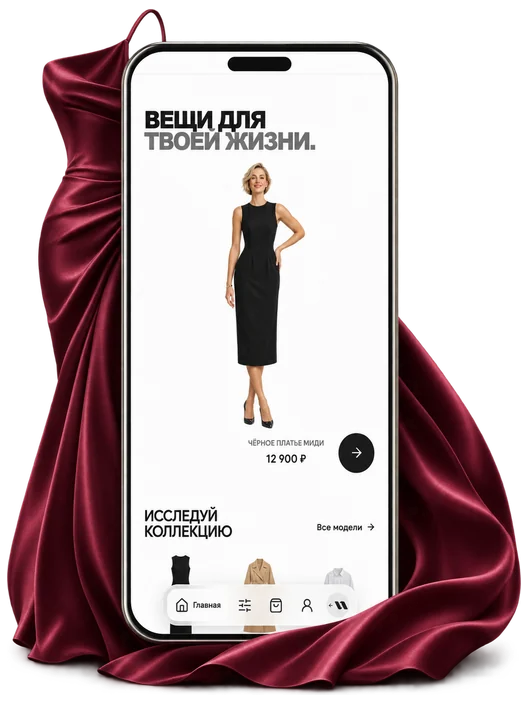 ВЕЩИ ДЛЯ
ТВОЕЙ ЖИЗНИ.
ЧЁРНОЕ ПЛАТЬЕ МИДИ
12 900 ₽
ИССЛЕДУЙ
КОЛЛЕКЦИЮ
Все модели →
Главная